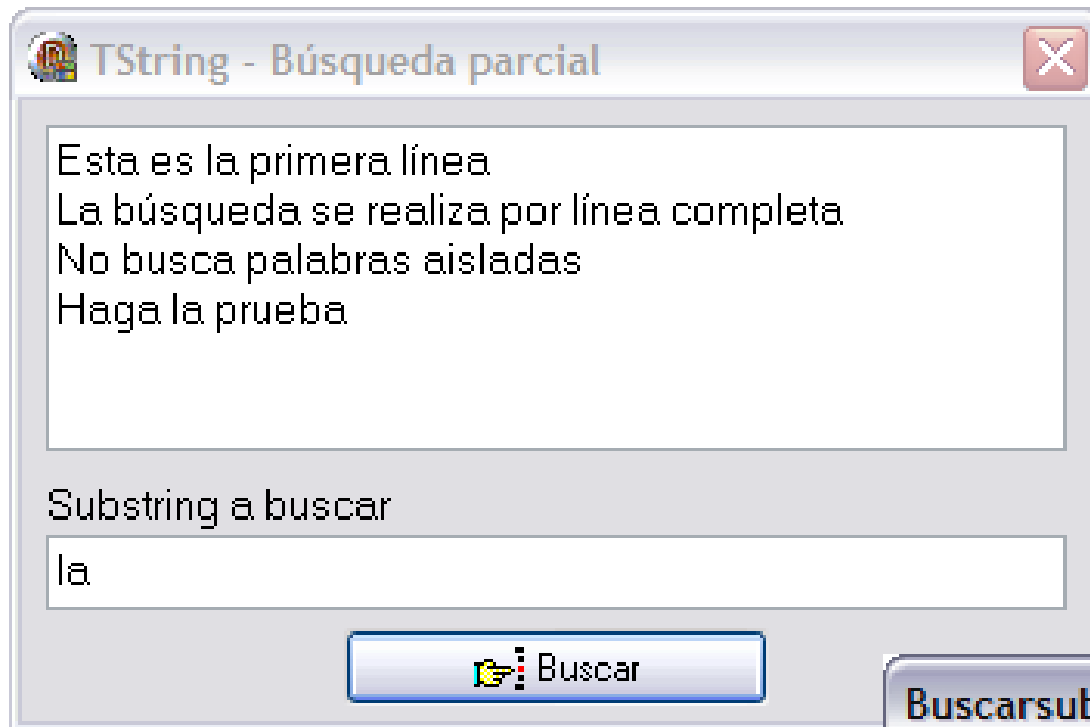 TString - Búsqueda parcial
Esta es la primera línea
La búsqueda se realiza por línea completa
No busca palabras aisladas
Haga la prueba
Substring a buscar
la
Buscar
Buscarsub